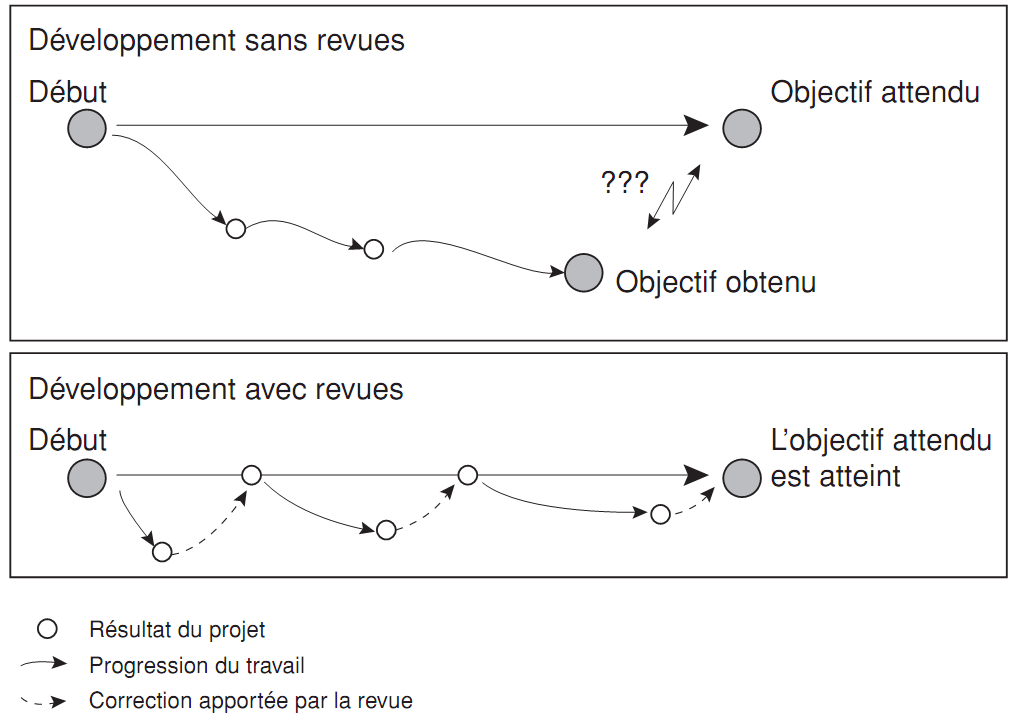 Développement sans revues
Début
Objectif attendu
???
Objectif obtenu
Développement avec revues
Début
L'objectif attendu
est atteint
Résultat du projet
Progression du travail
Correction apportée par la revue